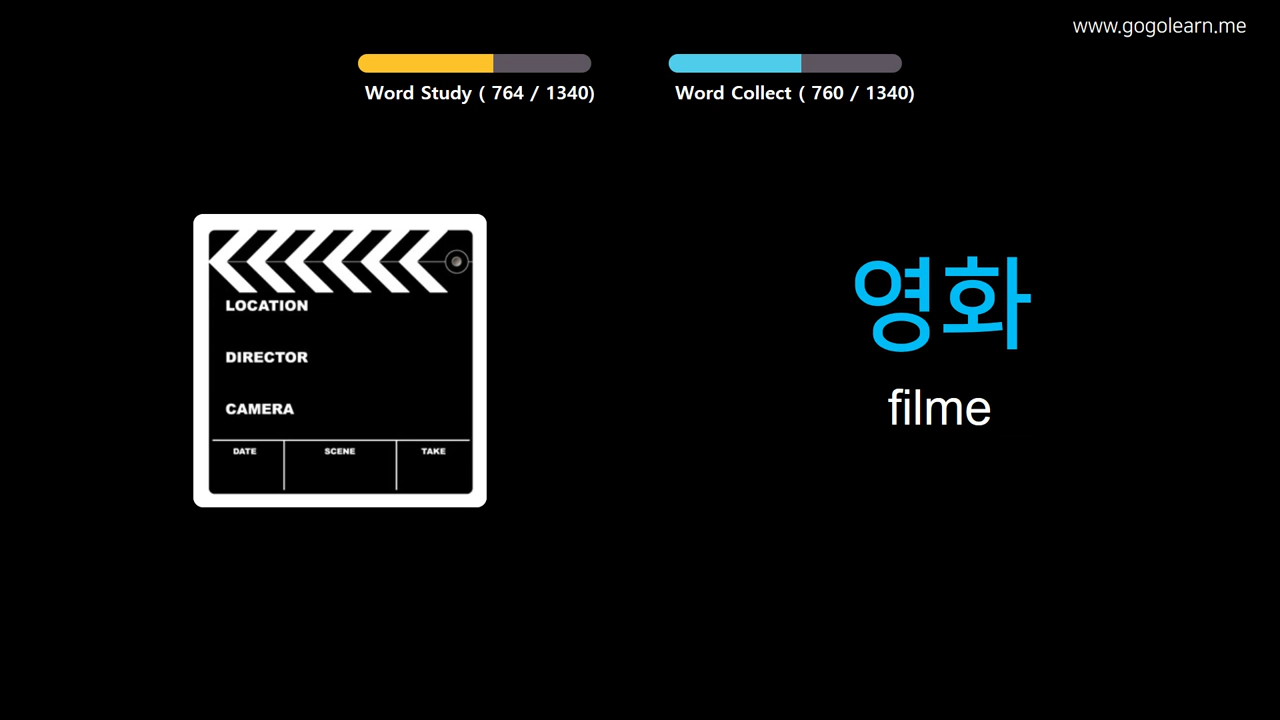 www.gogolearn.me
Word Study ( 764 / 1340)
Word Collect ( 760 / 1340)
LOCATION
DIRECTOR
CAMERA
DATE
SCENE
TAKE
영화
filme